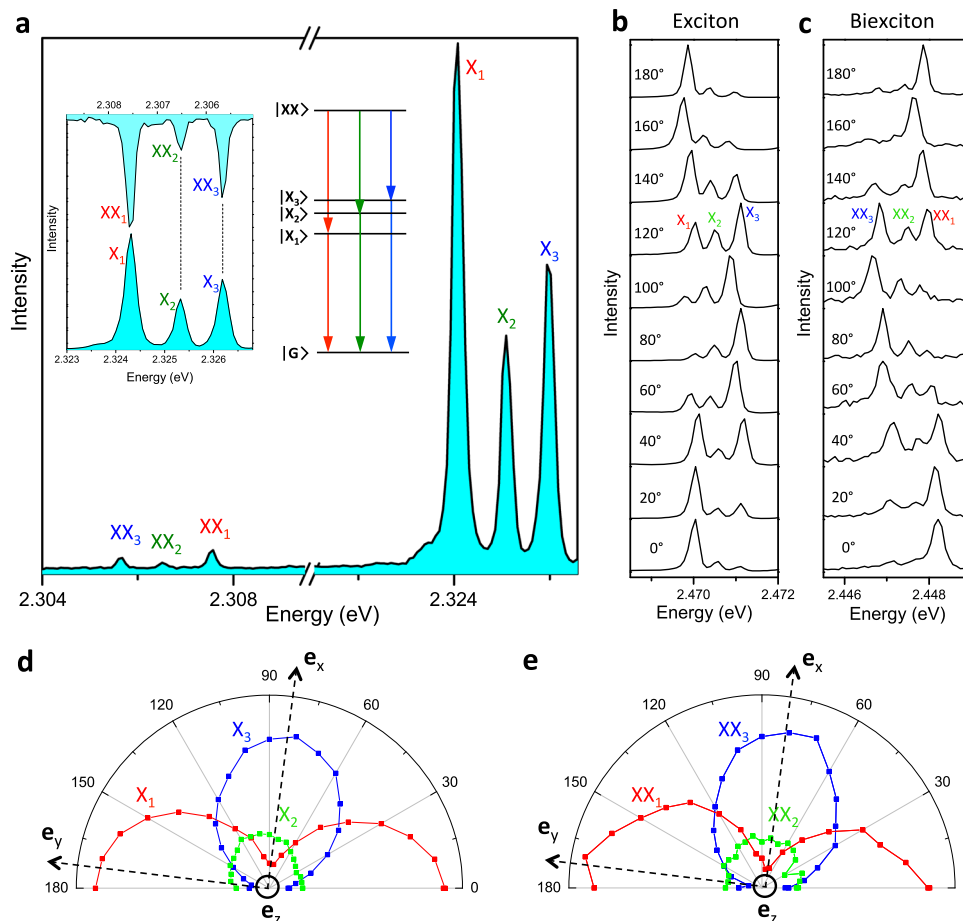 a
Intensity
Energy (eV)
2.304
2.308
2.324
XX3
XX2
XX1
X1
X2
X3
2.308 2.307 2.306
Intensity
XX1
XX2
XX3
X1
X2
X3
2.323 2.324 2.325 2.326
Energy (eV)
|XX>
|X3>
|X2>
|X1>
|G>
b
Exciton
Intensity
180°
160°
140°
120°
X1
X2
X3
100°
80°
60°
40°
20°
0°
2.470 2.472
Energy (eV)
c
Biexciton
Intensity
180°
160°
140°
120°
XX3
XX2
XX1
100°
80°
60°
40°
20°
0°
2.446 2.448
Energy (eV)
d
90
ex
120
60
X3
150
30
X1
X2
ey
180
0
ez
e
90
ex
120
60
XX3
150
30
XX1
XX2
ey
180
0
ez